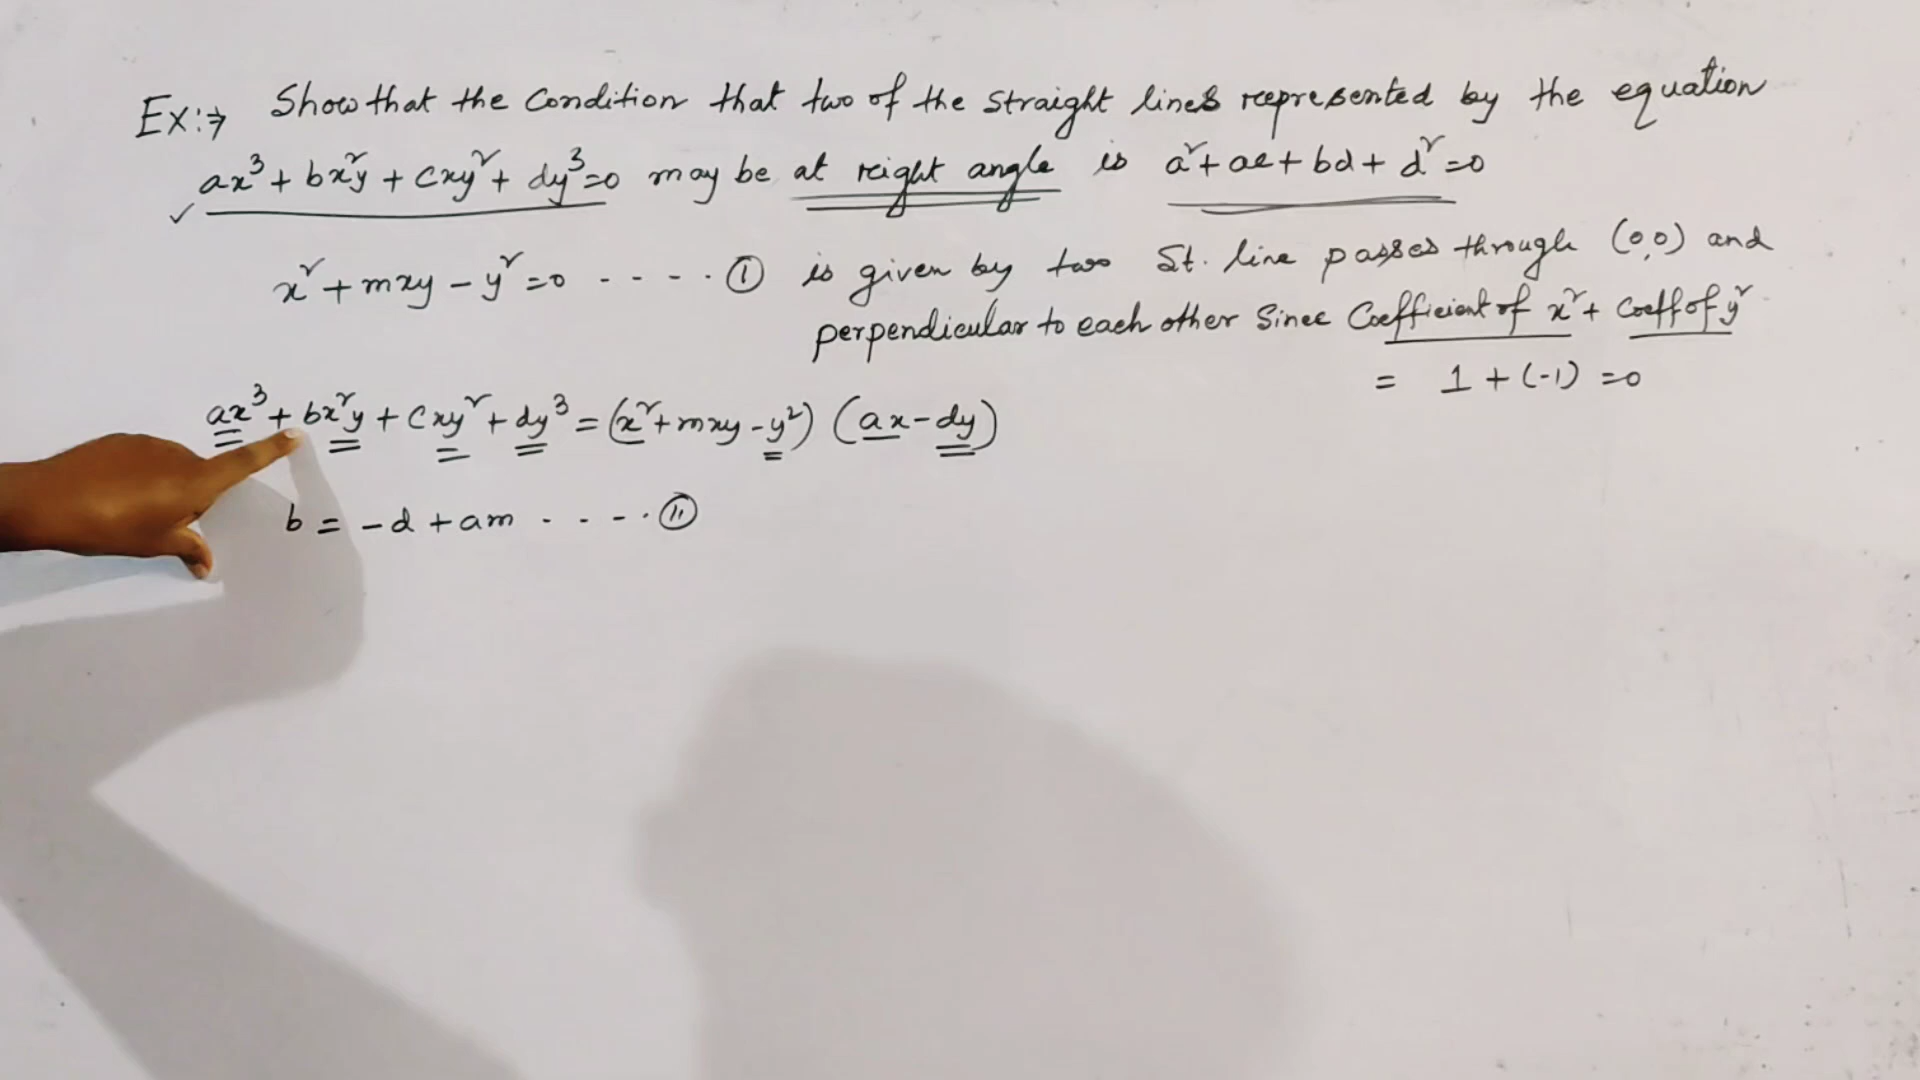 Ex:⇒ Show that the Condition that two of the straight lines reepresented by the equation
ax³ + bx²y + cxy² + dy³=0 may be at reight angle is a² + ac + bd + d²=0
x² + mxy - y² =0 - - - - · ① is given by two St. line passes through (0,0) and
perpendicular to each other Since Coefficient of x² + Coeff of y²
= 1 + (-1) =0
ax³ + bx²y + cxy² + dy³ = (x² + mxy - y²) (ax - dy)
b = -d + am - - - - · ⑪